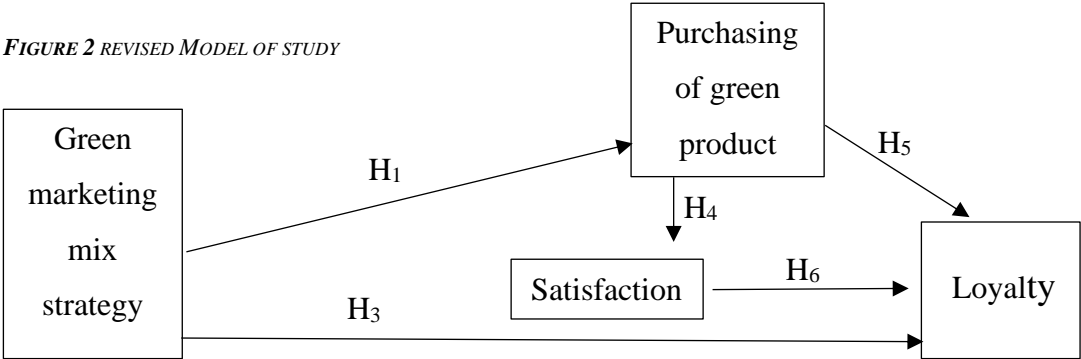 FIGURE 2 REVISED MODEL OF STUDY
Purchasing
of green
product
Green
marketing
mix
strategy
H1
H5
H4
Satisfaction
H6
Loyalty
H3